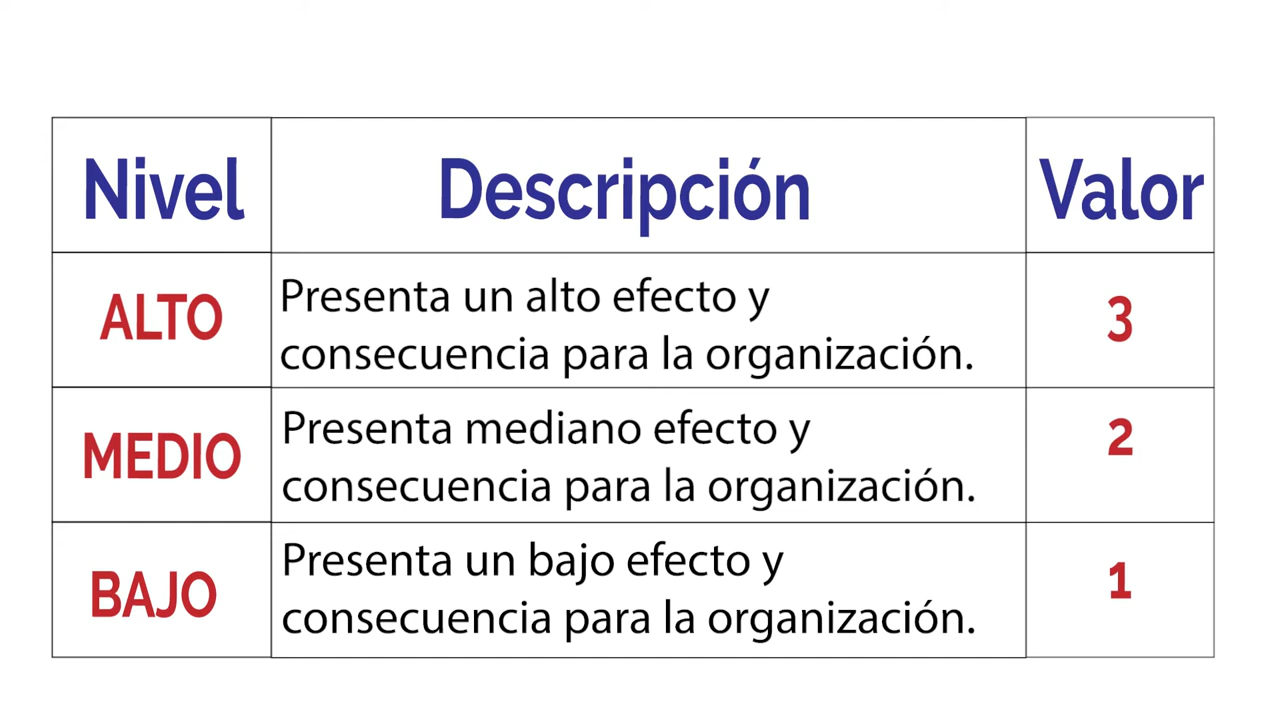 Nivel Descripción Valor
ALTO Presenta un alto efecto y consecuencia para la organización. 3
MEDIO Presenta mediano efecto y consecuencia para la organización. 2
BAJO Presenta un bajo efecto y consecuencia para la organización. 1